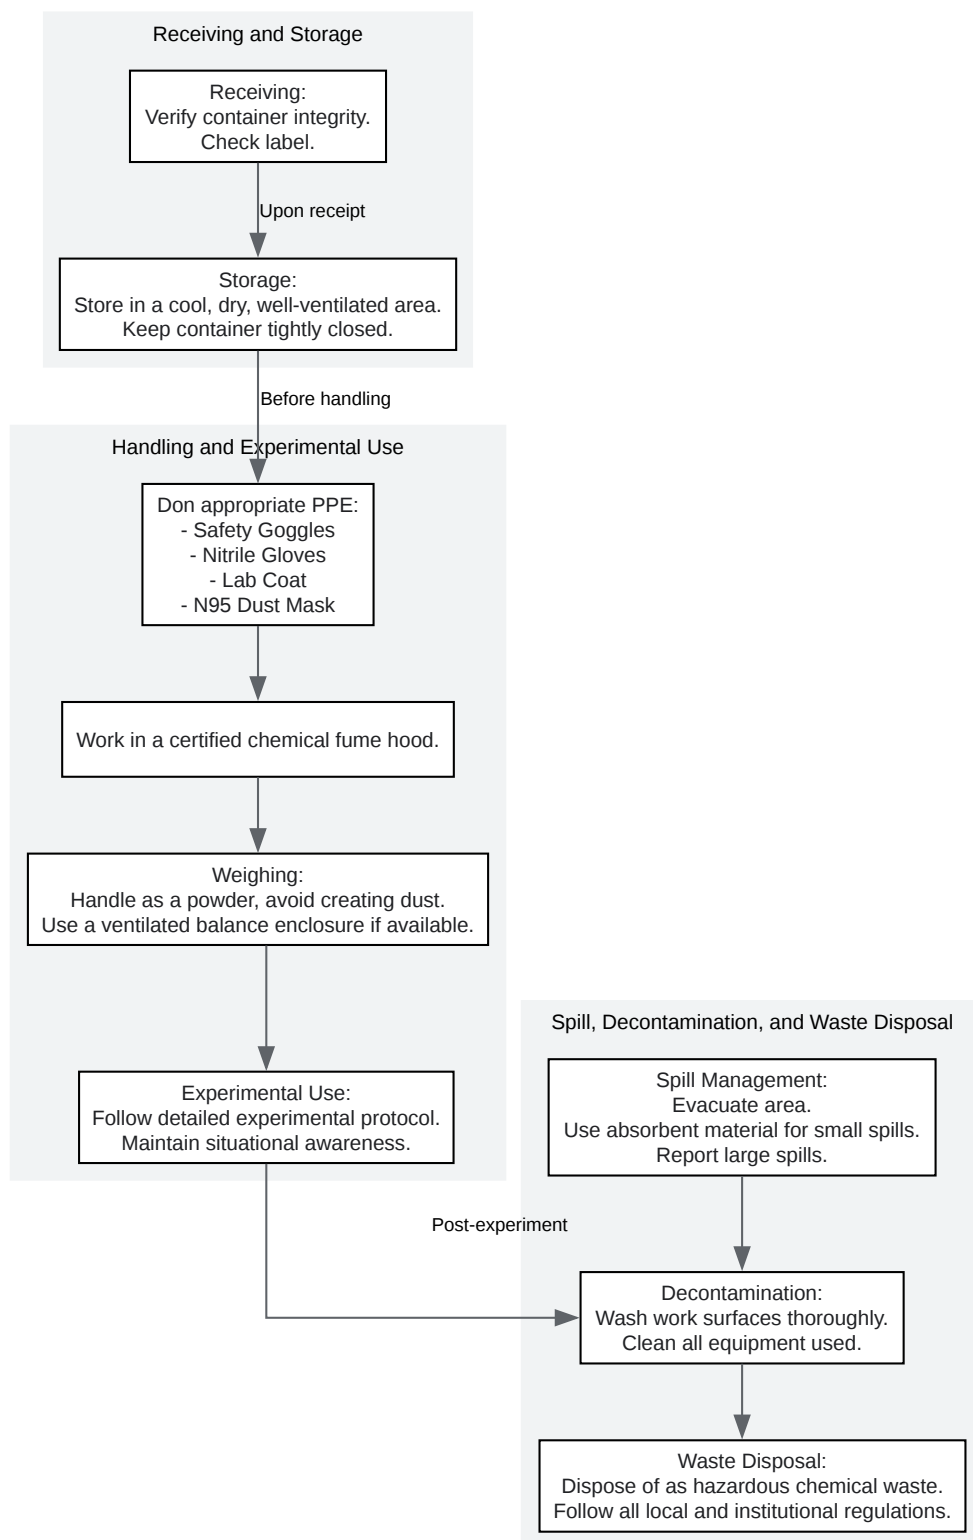 Receiving and Storage
Receiving:
Verify container integrity.
Check label.
Upon receipt
Storage:
Store in a cool, dry, well-ventilated area.
Keep container tightly closed.
Before handling
Handling and Experimental Use
Don appropriate PPE:
- Safety Goggles
- Nitrile Gloves
- Lab Coat
- N95 Dust Mask
Work in a certified chemical fume hood.
Weighing:
Handle as a powder, avoid creating dust.
Use a ventilated balance enclosure if available.
Experimental Use:
Follow detailed experimental protocol.
Maintain situational awareness.
Post-experiment
Spill, Decontamination, and Waste Disposal
Spill Management:
Evacuate area.
Use absorbent material for small spills.
Report large spills.
Decontamination:
Wash work surfaces thoroughly.
Clean all equipment used.
Waste Disposal:
Dispose of as hazardous chemical waste.
Follow all local and institutional regulations.